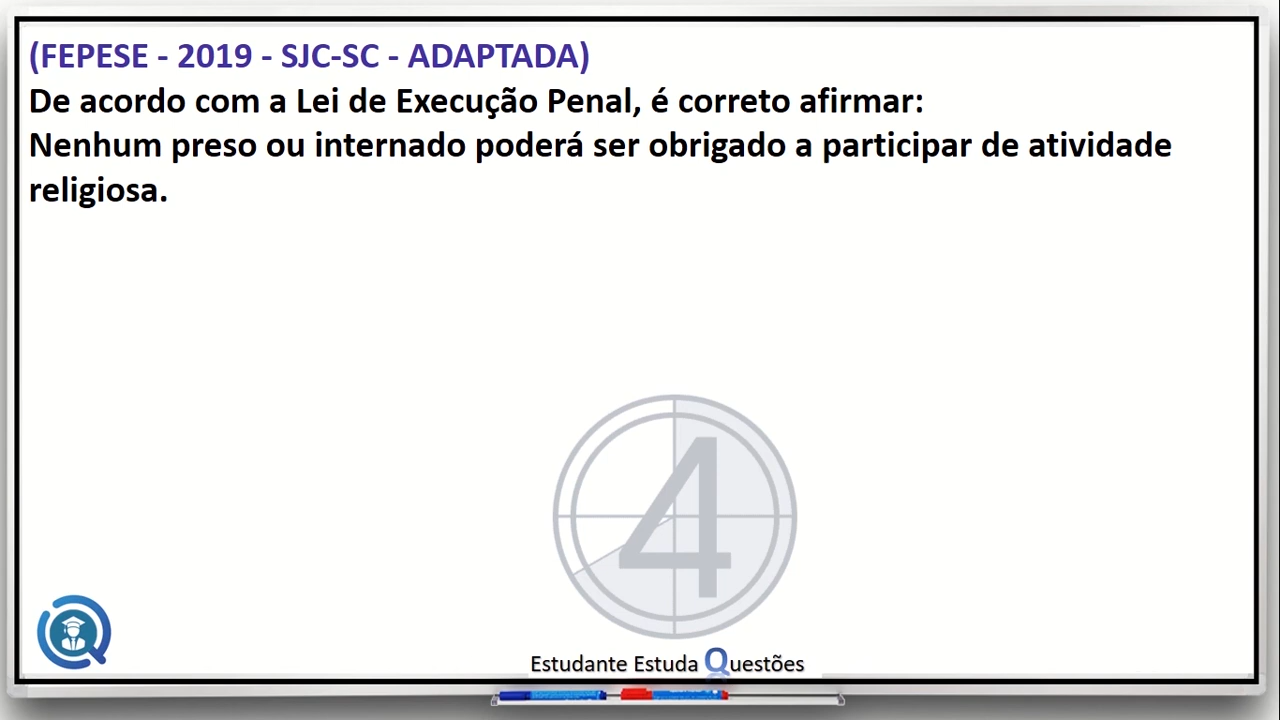 (FEPESE - 2019 - SJC-SC - ADAPTADA)
De acordo com a Lei de Execução Penal, é correto afirmar:
Nenhum preso ou internado poderá ser obrigado a participar de atividade
religiosa.
4
Estudante Estuda Questões